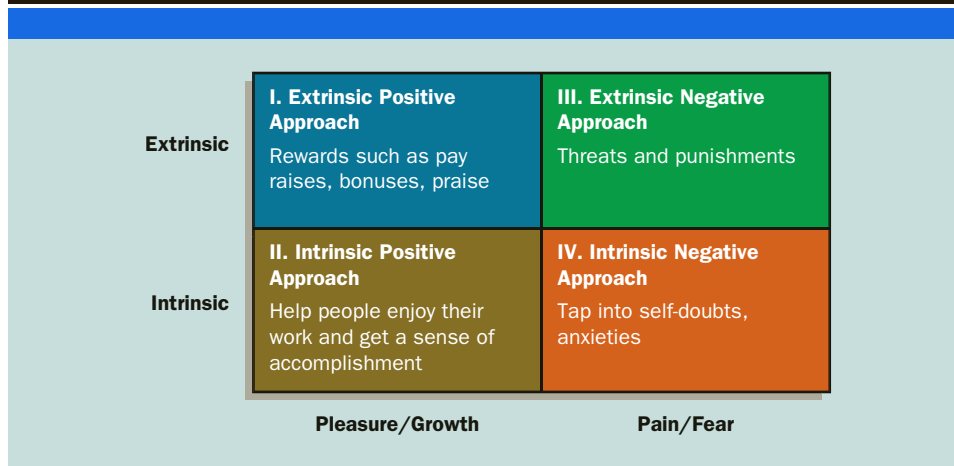 Extrinsic
I. Extrinsic Positive
Approach
Rewards such as pay
raises, bonuses, praise
III. Extrinsic Negative
Approach
Threats and punishments
Intrinsic
II. Intrinsic Positive
Approach
Help people enjoy their
work and get a sense of
accomplishment
IV. Intrinsic Negative
Approach
Tap into self-doubts,
anxieties
Pleasure/Growth
Pain/Fear